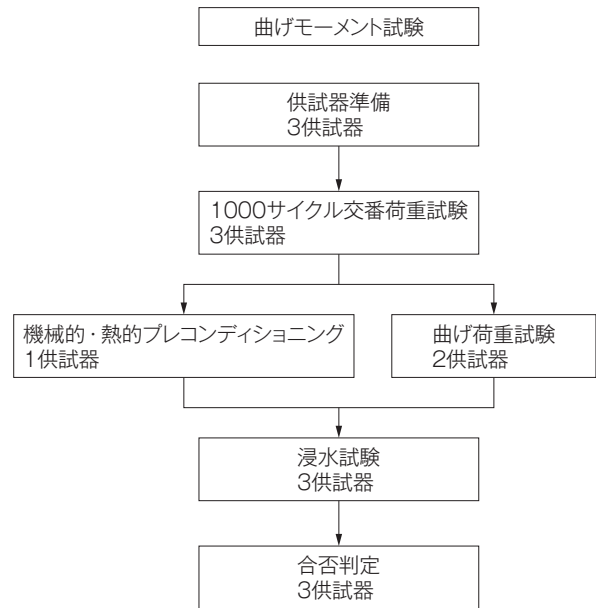 曲げモーメント試験
供試器準備
3供試器
1000サイクル交番荷重試験
3供試器
機械的・熱的プレコンディショニング
1供試器
曲げ荷重試験
2供試器
浸水試験
3供試器
合否判定
3供試器